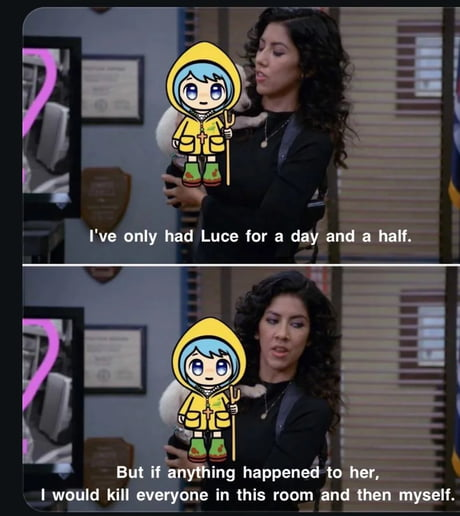 I've only had Luce for a day and a half.
But if anything happened to her,
I would kill everyone in this room and then myself.